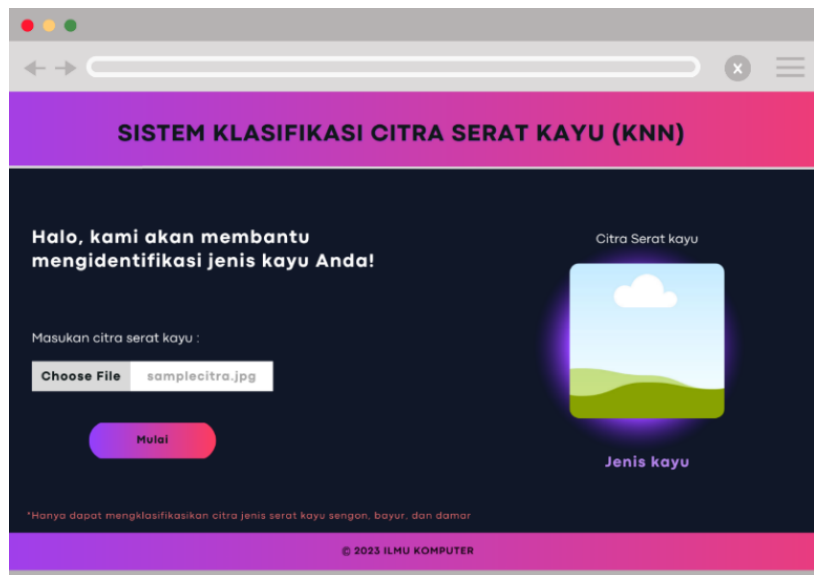 X
SISTEM KLASIFIKASI CITRA SERAT KAYU (KNN)
Halo, kami akan membantu
mengidentifikasi jenis kayu Anda!
Masukan citra serat kayu :
Choose File samplecitra.jpg
Mulai
Citra Serat kayu
Jenis kayu
*Hanya dapat mengklasifikasikan citra jenis serat kayu sengon, bayur, dan damar
© 2023 ILMU KOMPUTER